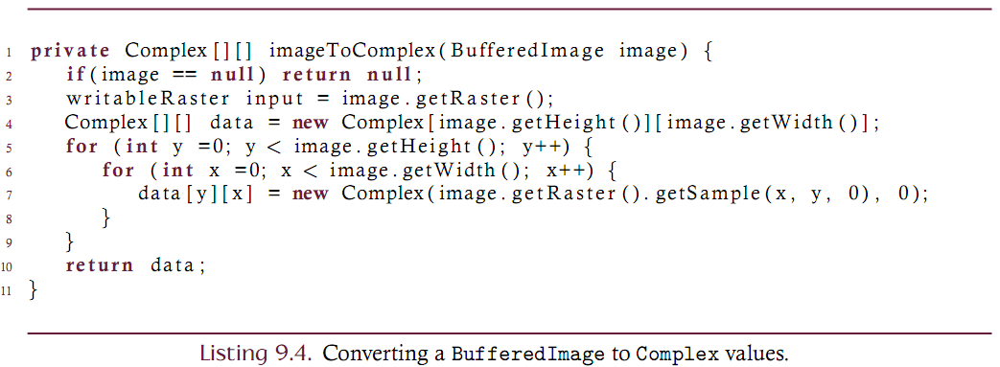 1 private Complex[][] imageToComplex(BufferedImage image) {
2 if(image == null) return null;
3 writableRaster input = image.getRaster();
4 Complex[][] data = new Complex[image.getHeight()][image.getWidth()];
5 for (int y =0; y < image.getHeight(); y++) {
6 for (int x =0; x < image.getWidth(); x++) {
7 data[y][x] = new Complex(image.getRaster().getSample(x, y, 0), 0);
8 }
9 }
10 return data;
11 }
Listing 9.4. Converting a BufferedImage to Complex values.